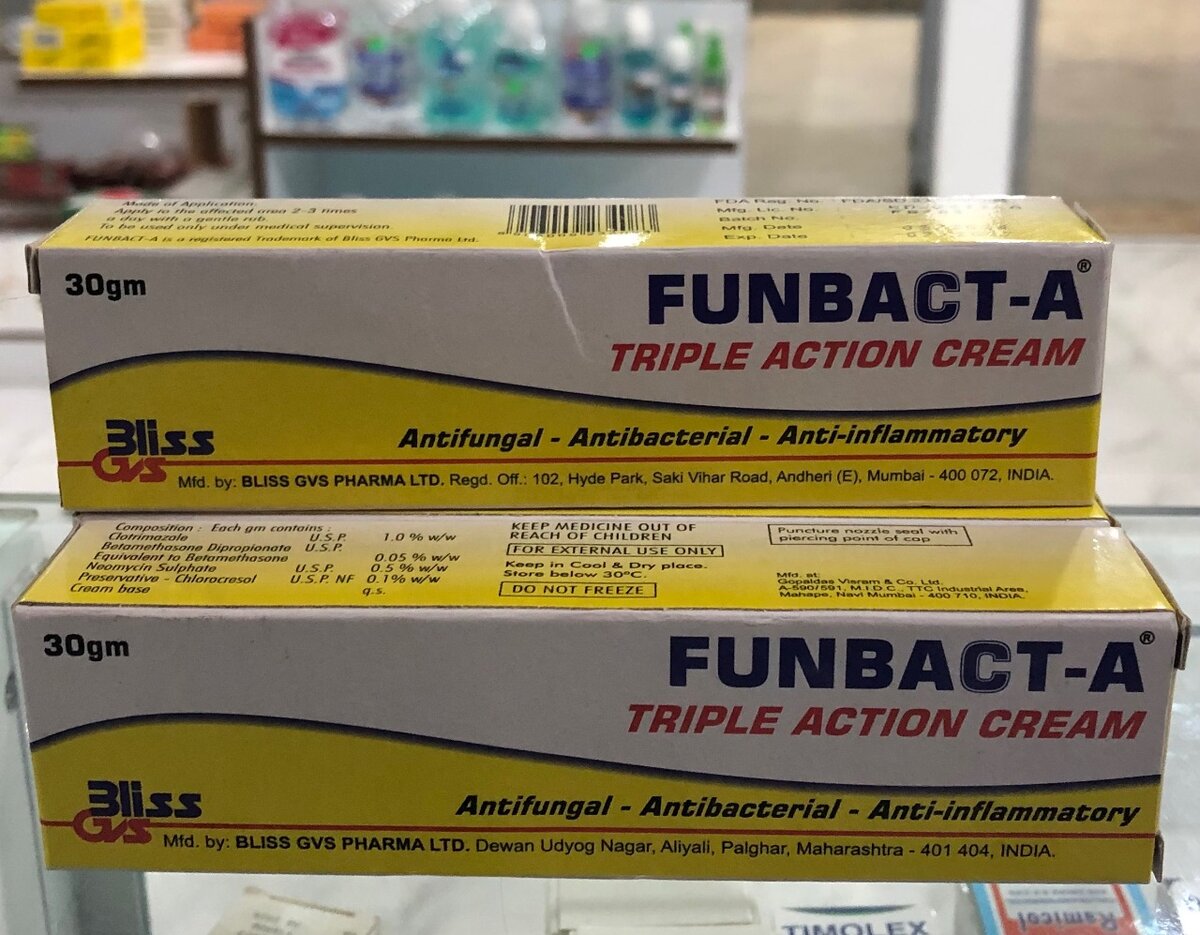 Mode of Application
Apply to the affected area 2-3 times
a day with a gentle rub.
To be used only under medical supervision.
FUNBACT-A is a registered Trademark of Bliss GVS Pharma Ltd.
FDA Reg. No.
Mfg. Lic. No.
Batch No.
Mfg. Date
Exp. Date
30gm
FUNBACT-A®
TRIPLE ACTION CREAM
Bliss
GVS
Antifungal - Antibacterial - Anti-inflammatory
Mfd. by: BLISS GVS PHARMA LTD. Regd. Off.: 102, Hyde Park, Saki Vihar Road, Andheri (E), Mumbai - 400 072, INDIA.
Composition : Each gm contains :
Clotrimazole U.S.P. 1.0 % w/w
Betamethasone Dipropionate U.S.P.
Equivalent to Betamethasone 0.05 % w/w
Neomycin Sulphate U.S.P. 0.5 % w/w
Preservative - Chlorocresol U.S.P. NF 0.1% w/w
Cream base q.s.
KEEP MEDICINE OUT OF
REACH OF CHILDREN
FOR EXTERNAL USE ONLY
Keep in Cool & Dry place.
Store below 30ºC.
DO NOT FREEZE
Puncture nozzle seal with
piercing point of cap
Mfd. at:
Gopaldas Visram & Co. Ltd.
A-590/591, M.I.D.C., TTC Industrial Area,
Mahape, Navi Mumbai - 400 710, INDIA.
30gm
FUNBACT-A®
TRIPLE ACTION CREAM
Bliss
GVS
Antifungal - Antibacterial - Anti-inflammatory
Mfd. by: BLISS GVS PHARMA LTD. Dewan Udyog Nagar, Aliyali, Palghar, Maharashtra - 401 404, INDIA.
TIMOLEX
Ramicol